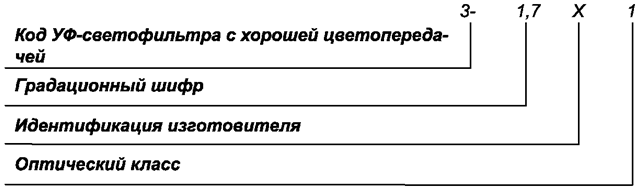 3- 1,7 X 1
Код УФ-светофильтра с хорошей цветопереда-
чей
Градационный шифр
Идентификация изготовителя
Оптический класс